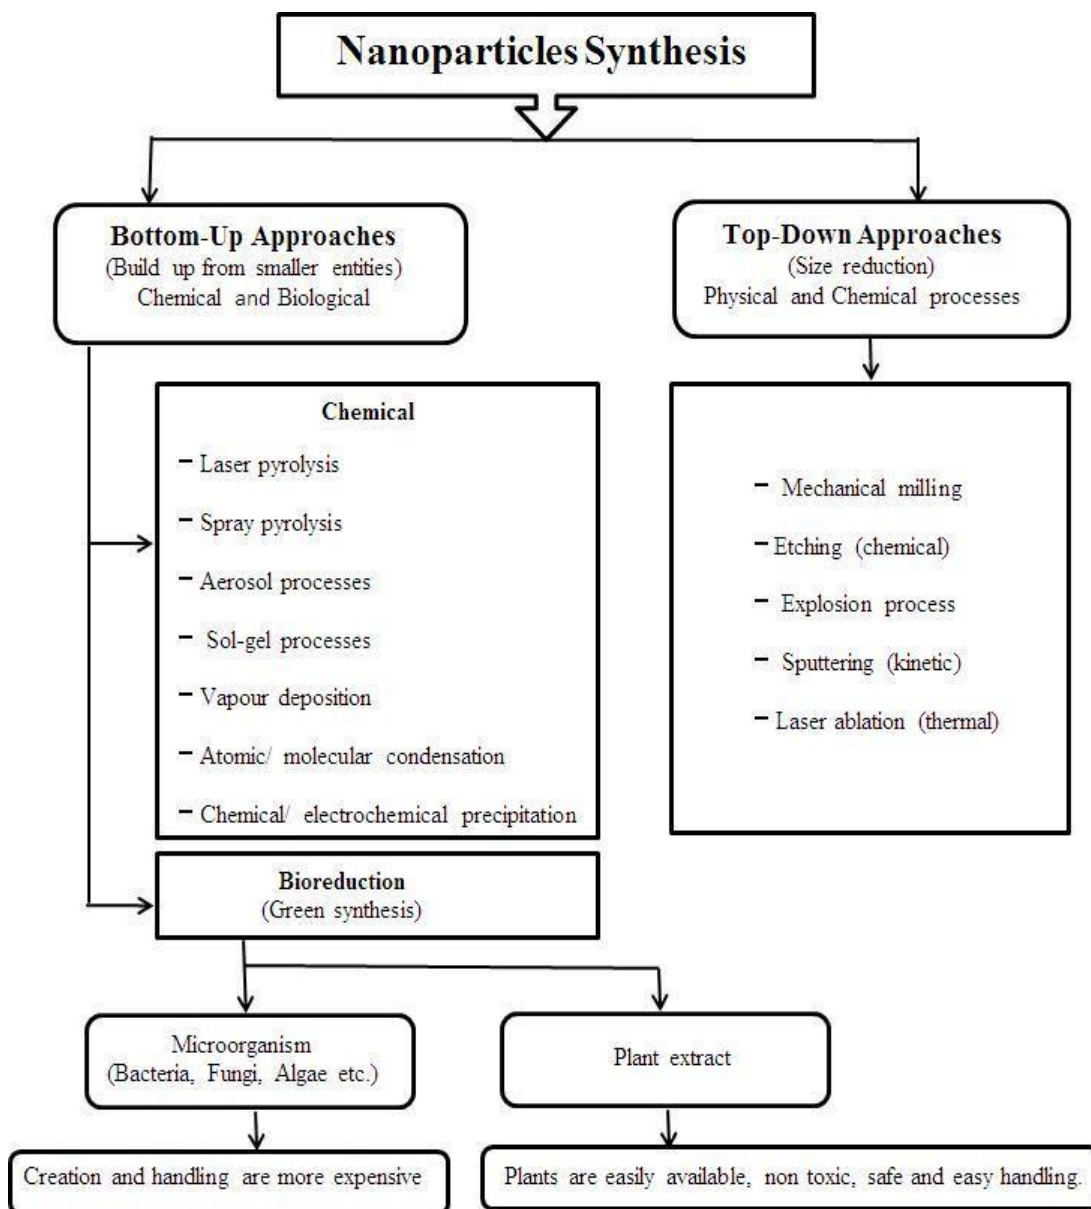 Nanoparticles Synthesis
Bottom-Up Approaches
(Build up from smaller entities)
Chemical and Biological
Top-Down Approaches
(Size reduction)
Physical and Chemical processes
Chemical
- Laser pyrolysis
- Spray pyrolysis
- Aerosol processes
- Sol-gel processes
- Vapour deposition
- Atomic/ molecular condensation
- Chemical/ electrochemical precipitation
- Mechanical milling
- Etching (chemical)
- Explosion process
- Sputtering (kinetic)
- Laser ablation (thermal)
Bioreduction
(Green synthesis)
Microorganism
(Bacteria, Fungi, Algae etc.)
Plant extract
Creation and handling are more expensive
Plants are easily available, non toxic, safe and easy handling.